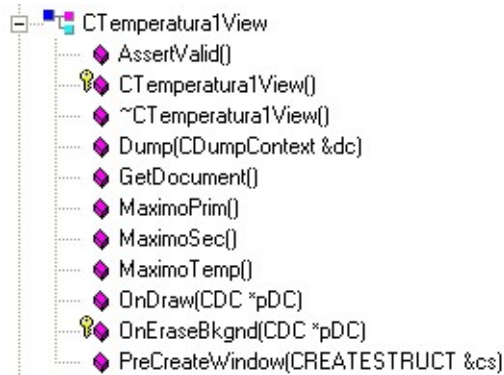 CTemperatura1View
AssertValid()
CTemperatura1View()
~CTemperatura1View()
Dump(CDumpContext &dc)
GetDocument()
MaximoPrim()
MaximoSec()
MaximoTemp()
OnDraw(CDC *pDC)
OnEraseBkgnd(CDC *pDC)
PreCreateWindow(CREATESTRUCT &cs)